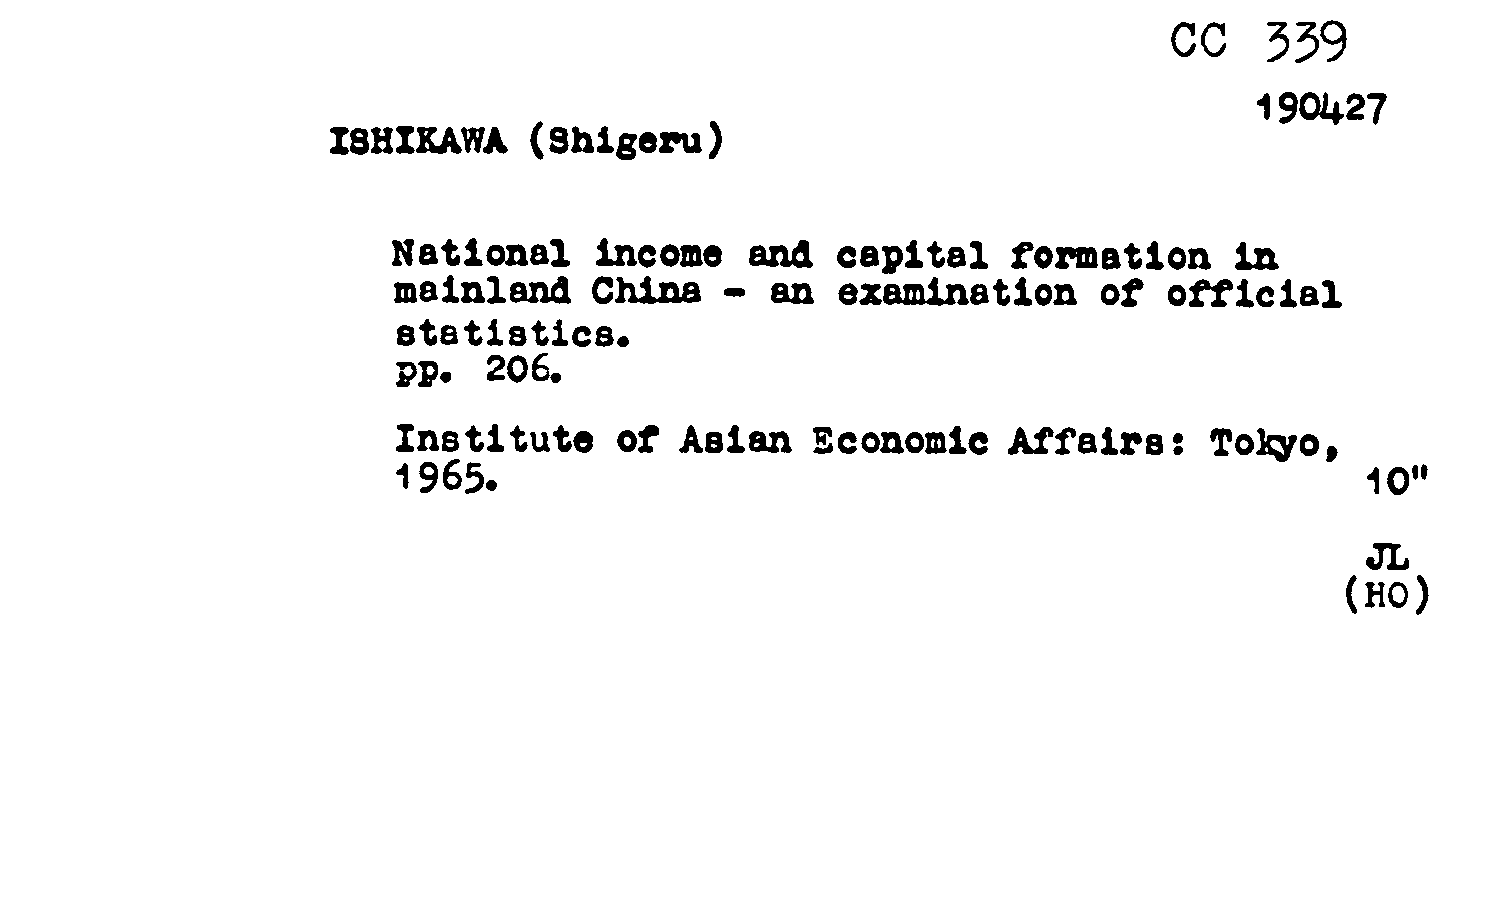 CC 339
190427
ISHIKAWA (Shigeru)
National income and capital formation in
mainland China - an examination of official
statistics.
pp. 206.
Institute of Asian Economic Affairs: Tokyo,
1965.
10"
JL
(HO)